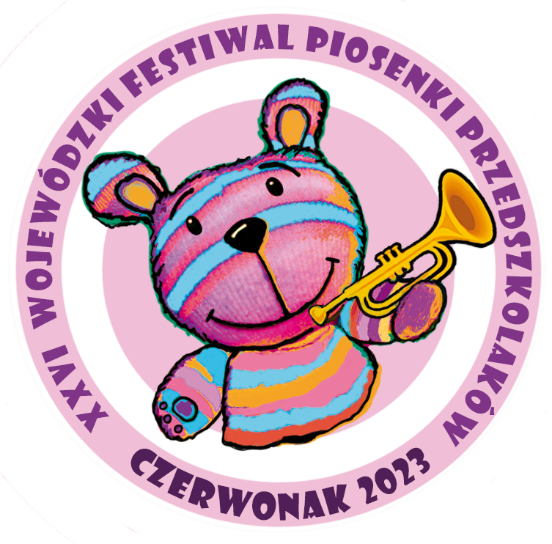 XXVI WOJEWÓDZKI FESTIWAL PIOSENKI PRZEDSZKOLAKÓW
CZERWONAK 2023